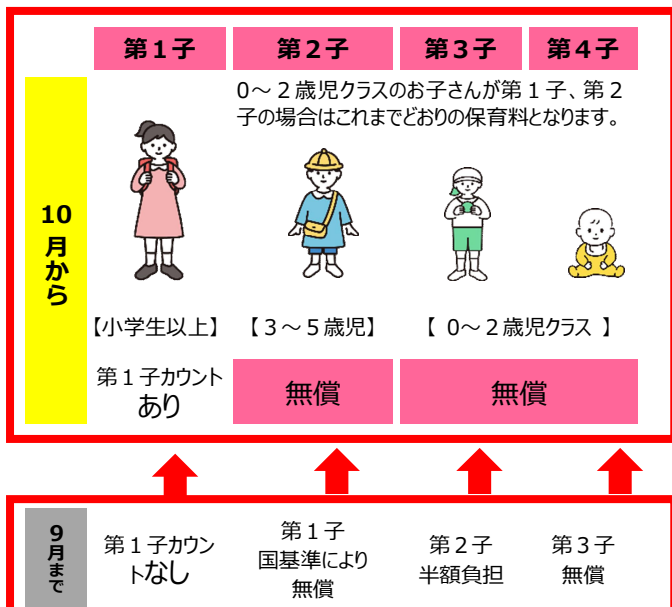 第１子
第２子
第３子
第４子
10月から
0～２歳児クラスのお子さんが第１子、第２
子の場合はこれまでどおりの保育料となります。
【小学生以上】
【３～５歳児】
【 0～２歳児クラス 】
第１子カウント
あり
無償
無償
9月まで
第１子カウン
トなし
第１子
国基準により
無償
第２子
半額負担
第３子
無償